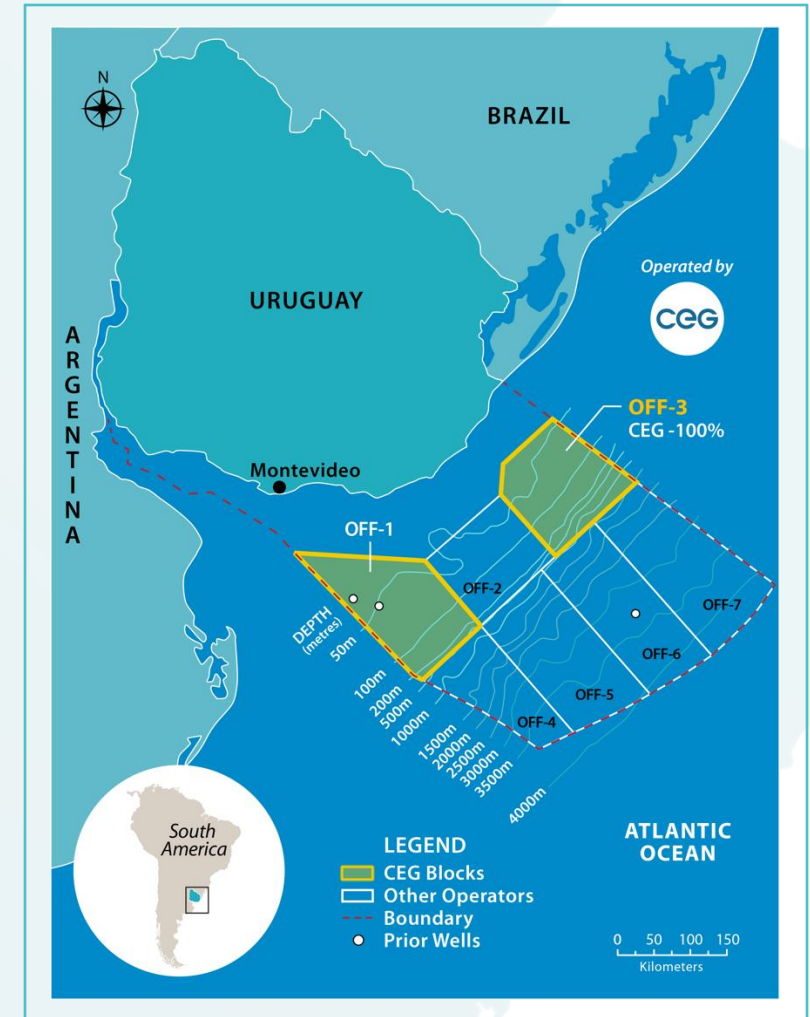 N
BRAZIL
Operated by
CEG
URUGUAY
ARGENTINA
OFF-3
CEG -100%
Montevideo
OFF-1
OFF-2
OFF-7
DEPTH
(metres)
50m
OFF-6
100m
OFF-5
200m
500m
OFF-4
1000m
1500m
2000m
2500m
3000m
3500m
4000m
South
America
LEGEND
CEG Blocks
Other Operators
Boundary
Prior Wells
ATLANTIC
OCEAN
0 50 100 150
Kilometers